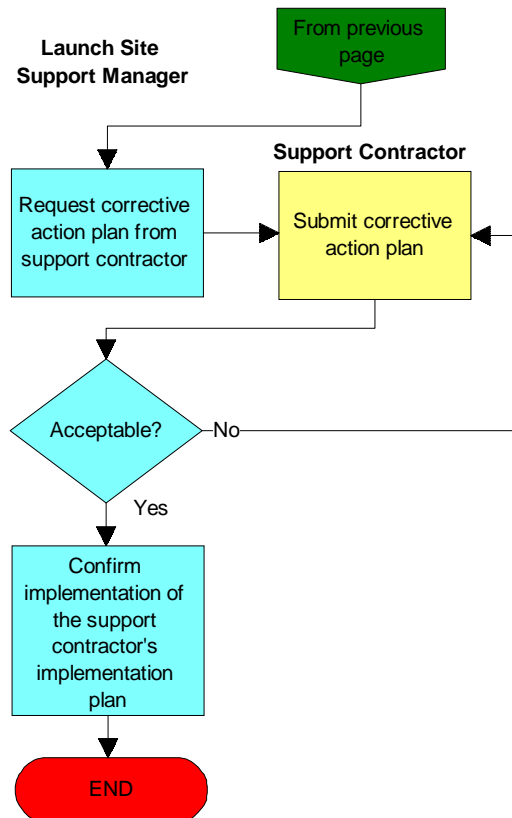 From previous
page
Launch Site
Support Manager
Support Contractor
Request corrective
action plan from
support contractor
Submit corrective
action plan
Acceptable?
No
Yes
Confirm
implementation of
the support
contractor's
implementation
plan
END